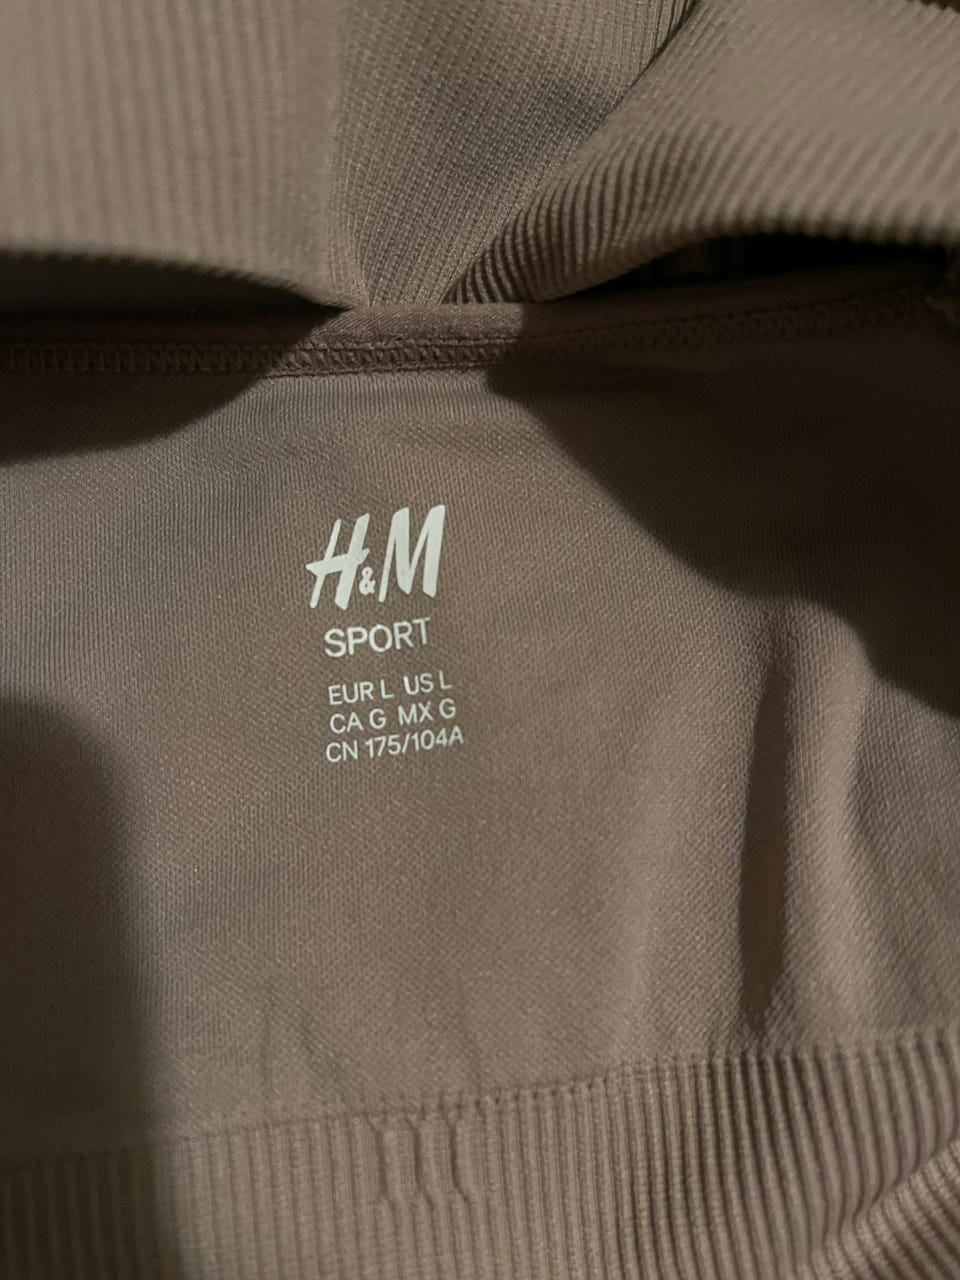 H&M
SPORT
EUR L US L
CA G MX G
CN 175/104A